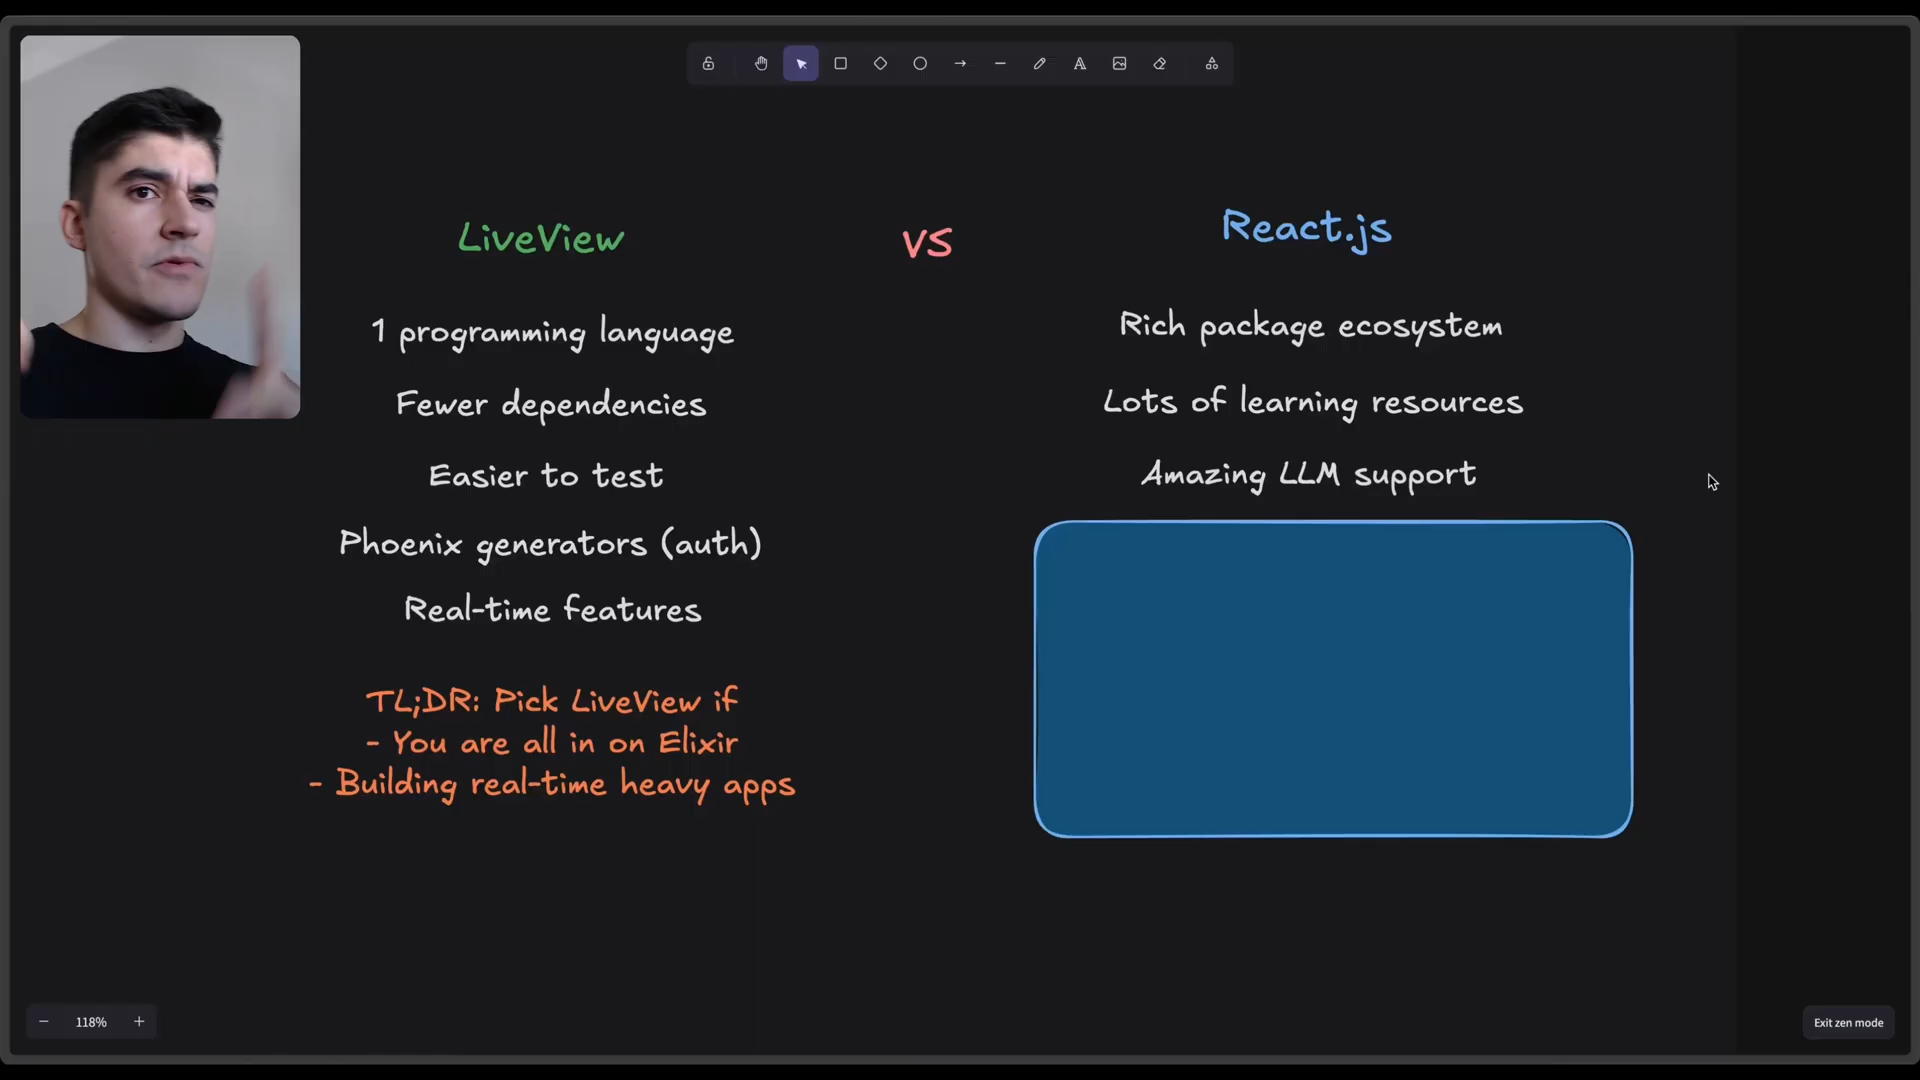 LiveView
VS
React.js
1 programming language
Fewer dependencies
Easier to test
Phoenix generators (auth)
Real-time features
TL;DR: Pick LiveView if
- You are all in on Elixir
- Building real-time heavy apps
Rich package ecosystem
Lots of learning resources
Amazing LLM support
118%
Exit zen mode